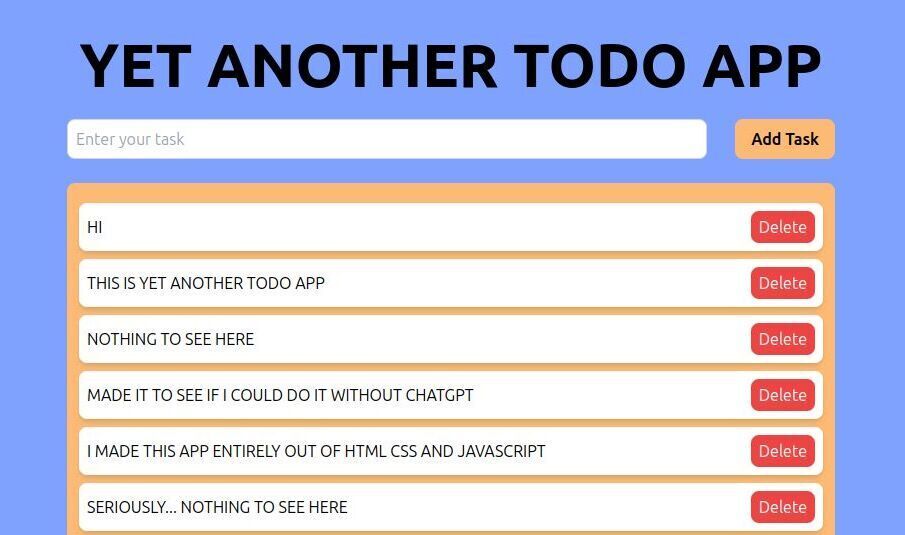 YET ANOTHER TODO APP
Enter your task
Add Task
HI
Delete
THIS IS YET ANOTHER TODO APP
Delete
NOTHING TO SEE HERE
Delete
MADE IT TO SEE IF I COULD DO IT WITHOUT CHATGPT
Delete
I MADE THIS APP ENTIRELY OUT OF HTML CSS AND JAVASCRIPT
Delete
SERIOUSLY... NOTHING TO SEE HERE
Delete